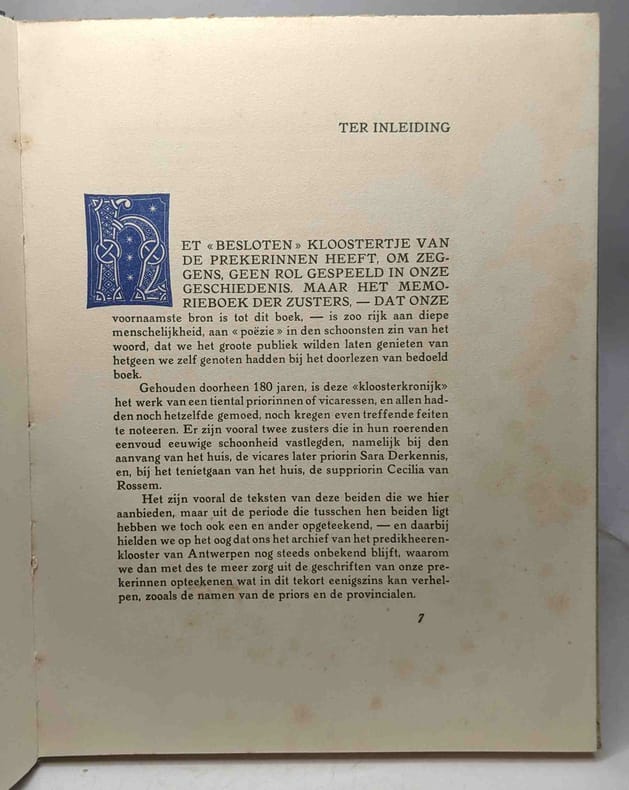 TER INLEIDING
HET «BESLOTEN» KLOOSTERTJE VAN
DE PREKERINNEN HEEFT, OM ZEG-
GENS, GEEN ROL GESPEELD IN ONZE
GESCHIEDENIS. MAAR HET MEMO-
RIEBOEK DER ZUSTERS, — DAT ONZE
voornaamste bron is tot dit boek, — is zoo rijk aan diepe
menschelijkheid, aan « poëzie » in den schoonsten zin van het
woord, dat we het groote publiek wilden laten genieten van
hetgeen we zelf genoten hadden bij het doorlezen van bedoeld
boek.
Gehouden doorheen 180 jaren, is deze «kloosterkronijk»
het werk van een tiental priorinnen of vicaressen, en allen had-
den noch hetzelfde gemoed, noch kregen even treffende feiten
te noteeren. Er zijn vooral twee zusters die in hun roerenden
eenvoud eeuwige schoonheid vastlegden, namelijk bij den
aanvang van het huis, de vicares later priorin Sara Derkennis,
en, bij het tenietgaan van het huis, de suppriorin Cecilia van
Rossem.
Het zijn vooral de teksten van deze beiden die we hier
aanbieden, maar uit de periode die tusschen hen beiden ligt
hebben we toch ook een en ander opgeteekend, — en daarbij
hielden we op het oog dat ons het archief van het predikheeren-
klooster van Antwerpen nog steeds onbekend blijft, waarom
we dan met des te meer zorg uit de geschriften van onze pre-
kerinnen opteekenen wat in dit tekort eenigszins kan verhel-
pen, zooals de namen van de priors en de provincialen.
7